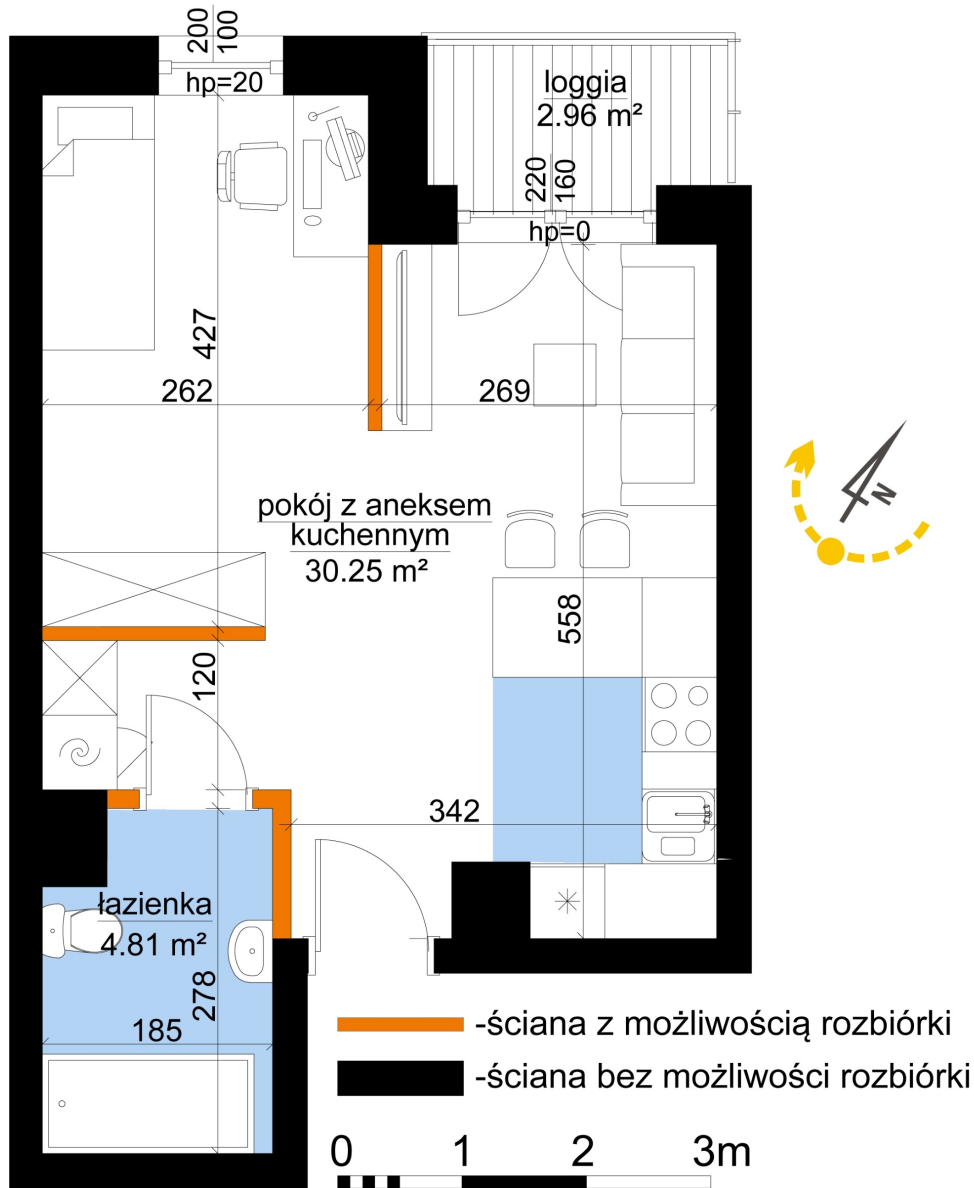 200
100
hp=20
loggia
2.96 m²
220
160
hp=0
427
262
269
pokój z aneksem
kuchennym
30.25 m²
N
558
120
342
łazienka
4.81 m²
278
185
-ściana z możliwością rozbiórki
-ściana bez możliwości rozbiórki
0 1 2 3m